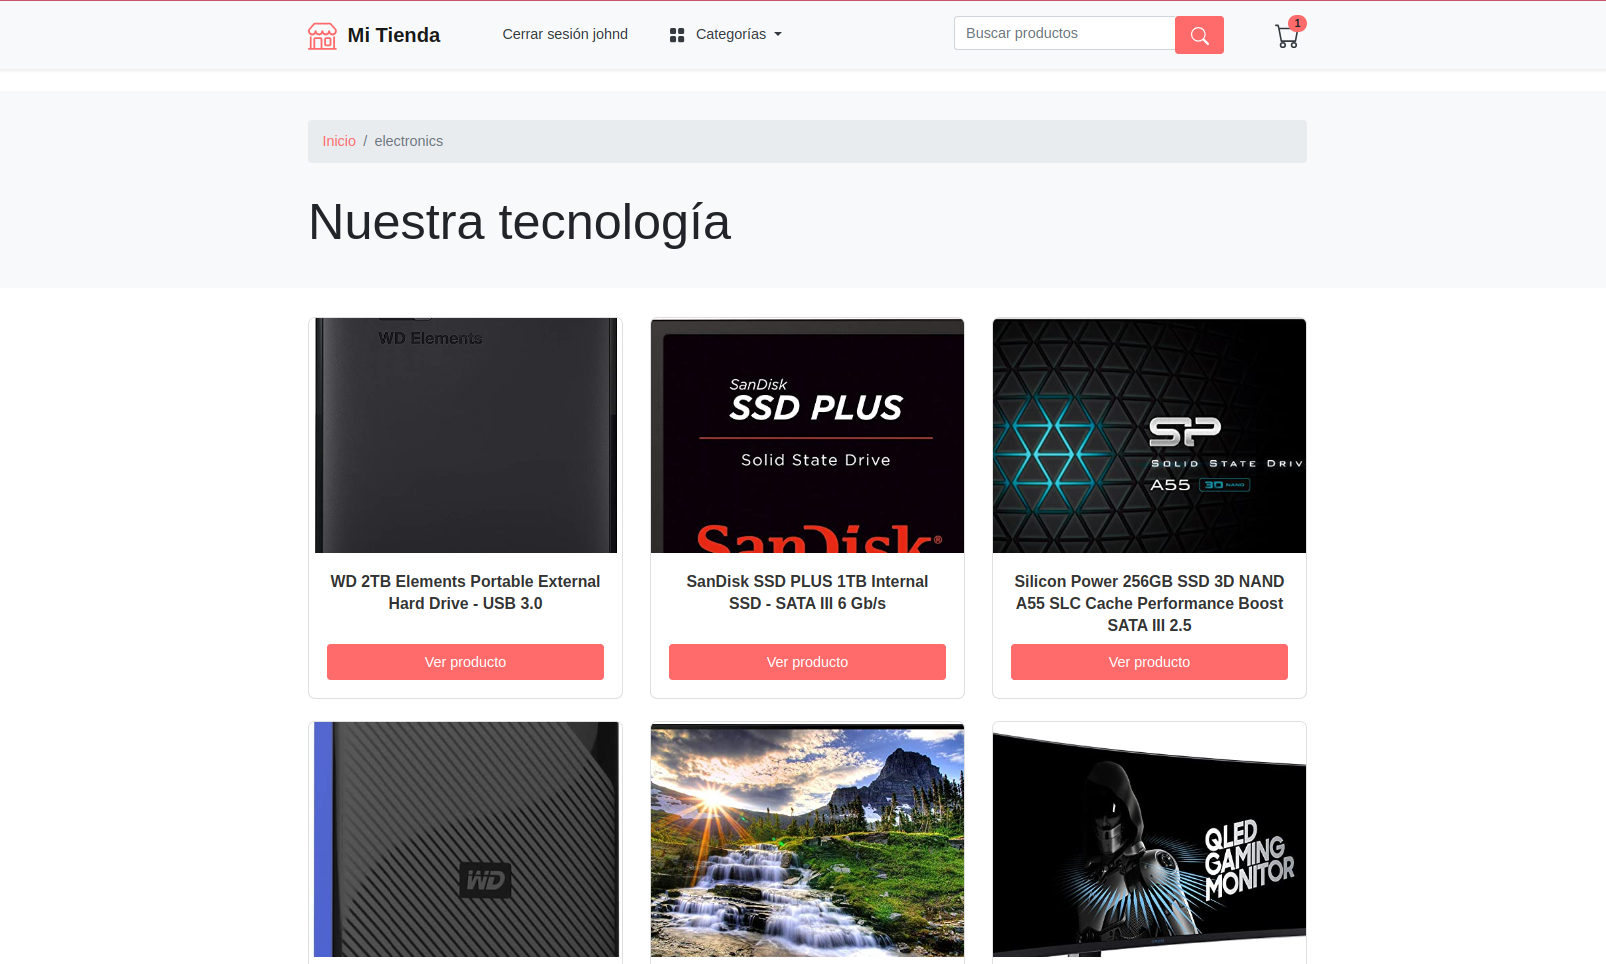 Mi Tienda
Cerrar sesión johnd
Categorías
Buscar productos
1
Inicio / electronics
Nuestra tecnología
WD Elements
SanDisk
SSD PLUS
Solid State Drive
SanDisk®
SP
SOLID STATE DRIV
A55 3D NAND
WD 2TB Elements Portable External
Hard Drive - USB 3.0
SanDisk SSD PLUS 1TB Internal
SSD - SATA III 6 Gb/s
Silicon Power 256GB SSD 3D NAND
A55 SLC Cache Performance Boost
SATA III 2.5
Ver producto
Ver producto
Ver producto
WD
QLED
GAMING
MONITOR